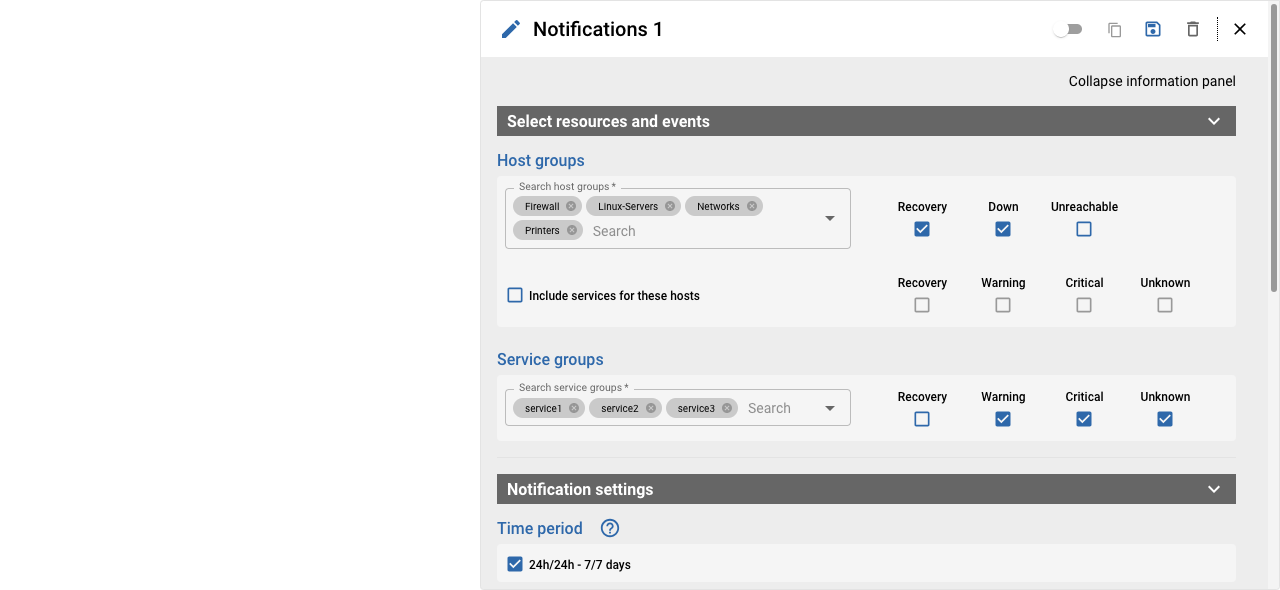 Notifications 1
Collapse information panel
Select resources and events
Host groups
Search host groups *
Firewall Linux-Servers Networks
Printers Search
Recovery Down Unreachable
Include services for these hosts
Recovery Warning Critical Unknown
Service groups
Search service groups *
service1 service2 service3 Search
Recovery Warning Critical Unknown
Notification settings
Time period ?
24h/24h - 7/7 days